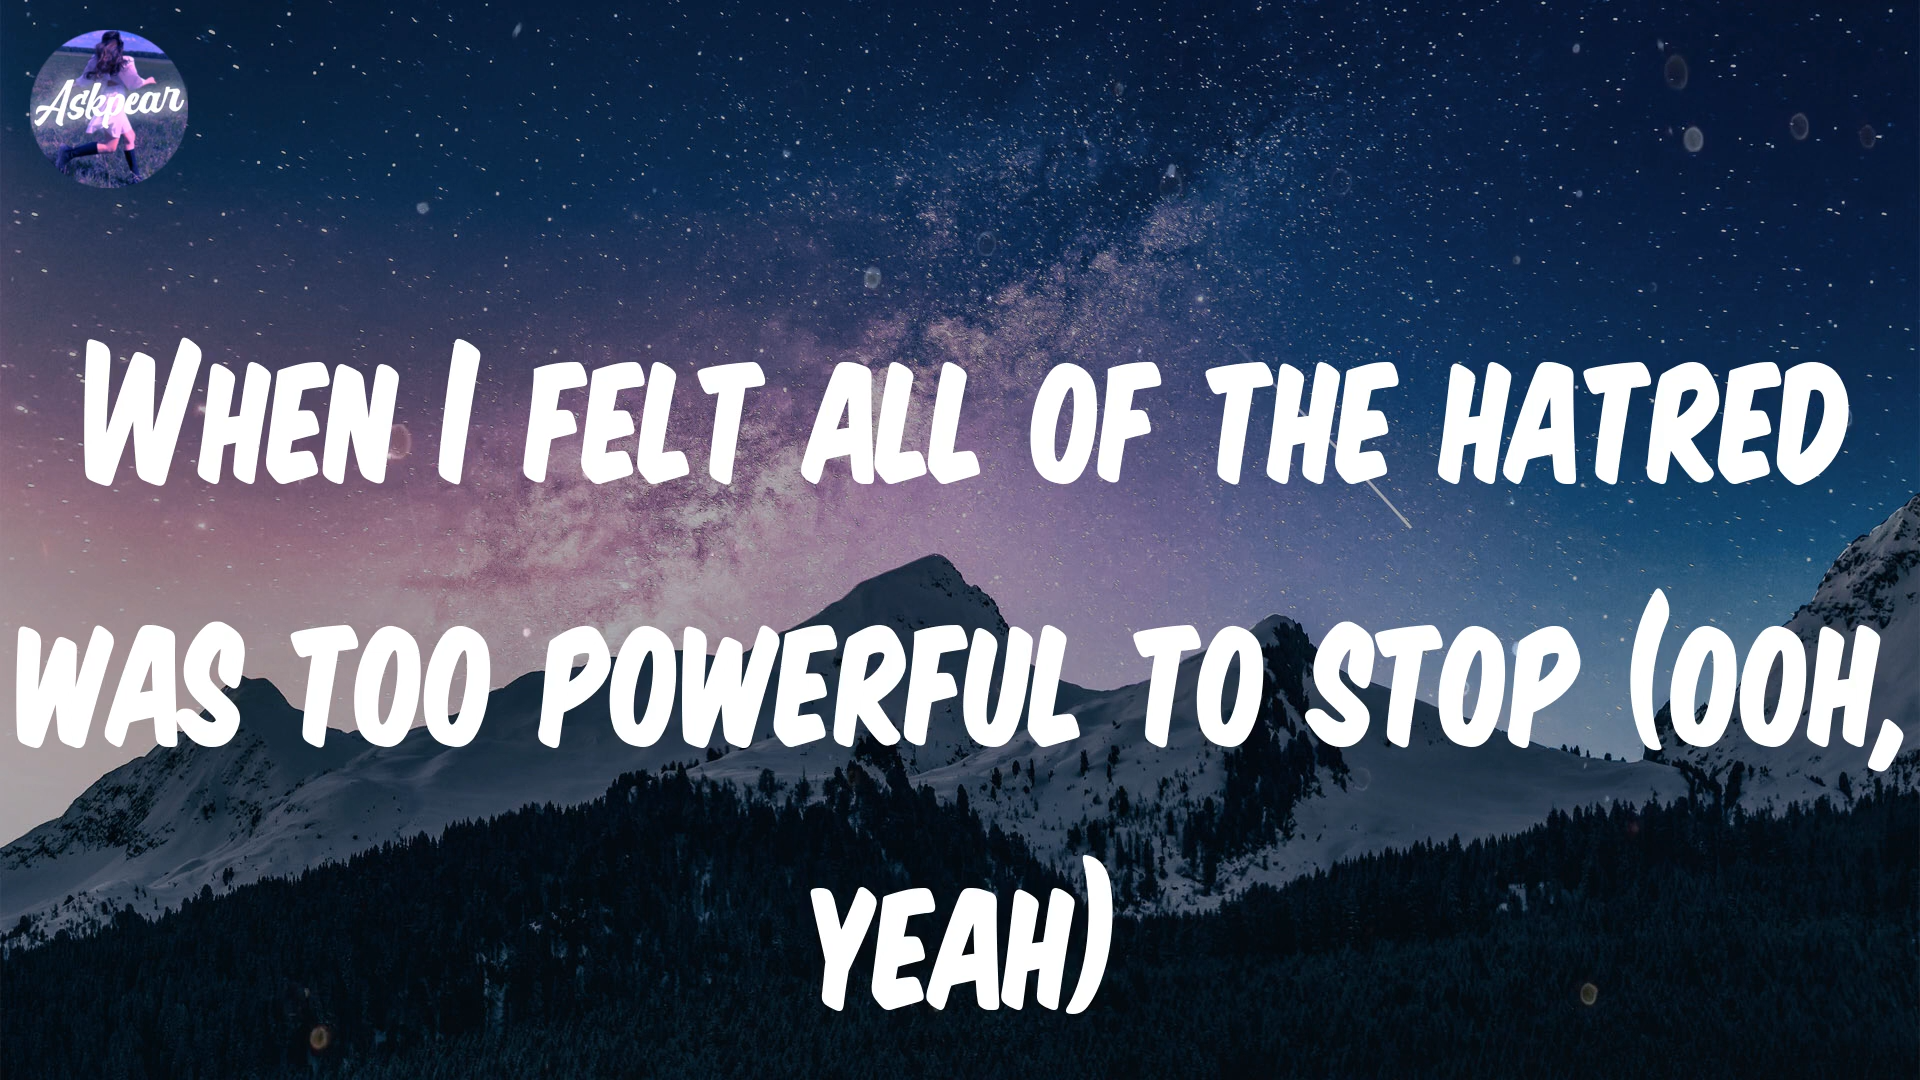 Askpear
When I felt all of the hatred
was too powerful to stop (ooh,
yeah)